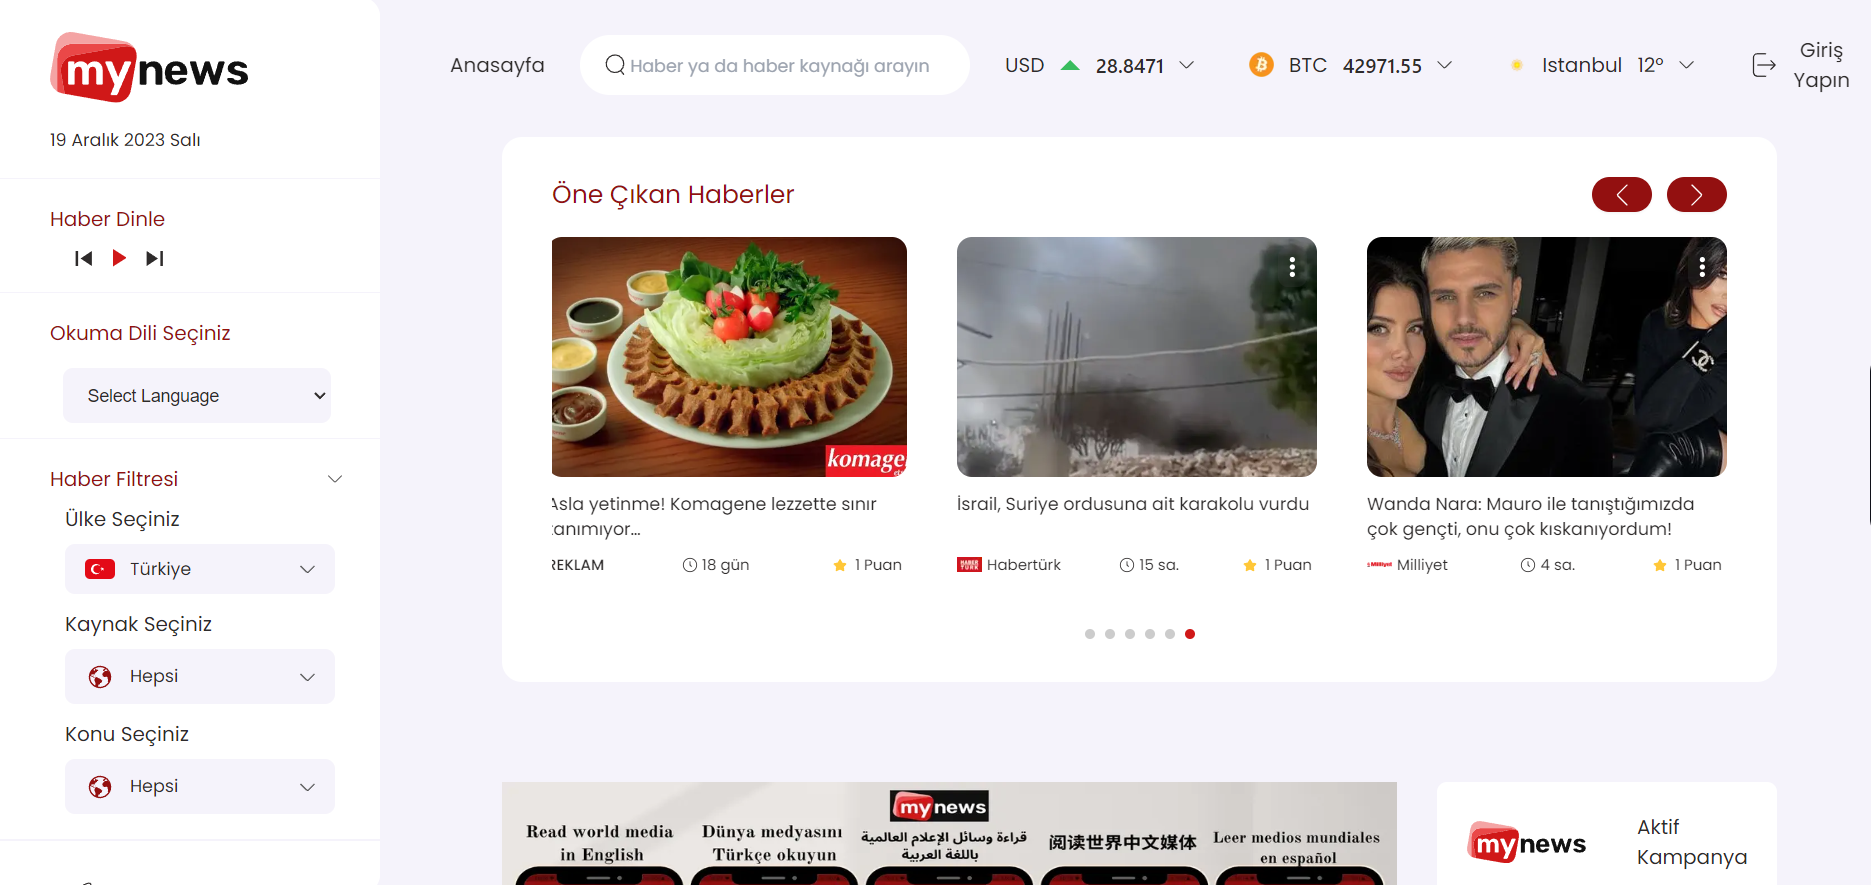 mynews
19 Aralık 2023 Salı
Haber Dinle
Okuma Dili Seçiniz
Select Language
Haber Filtresi
Ülke Seçiniz
Türkiye
Kaynak Seçiniz
Hepsi
Konu Seçiniz
Hepsi
Anasayfa
Haber ya da haber kaynağı arayın
USD 28.8471
BTC 42971.55
Istanbul 12°
Giriş
Yapın
Öne Çıkan Haberler
komage
Asla yetinme! Komagene lezzette sınır
tanımıyor...
REKLAM 18 gün 1 Puan
İsrail, Suriye ordusuna ait karakolu vurdu
HABER
TÜRK
Habertürk 15 sa. 1 Puan
Wanda Nara: Mauro ile tanıştığımızda
çok gençti, onu çok kıskanıyordum!
Milliyet Milliyet 4 sa. 1 Puan
mynews
Read world media
in English
Dünya medyasını
Türkçe okuyun
قراءة وسائل الإعلام العالمية
باللغة العربية
阅读世界中文媒体
Leer medios mundiales
en español
mynews
Aktif
Kampanya